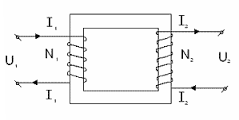 I₁ I₂
U₁ N₁ N₂ U₂
I₁ I₂